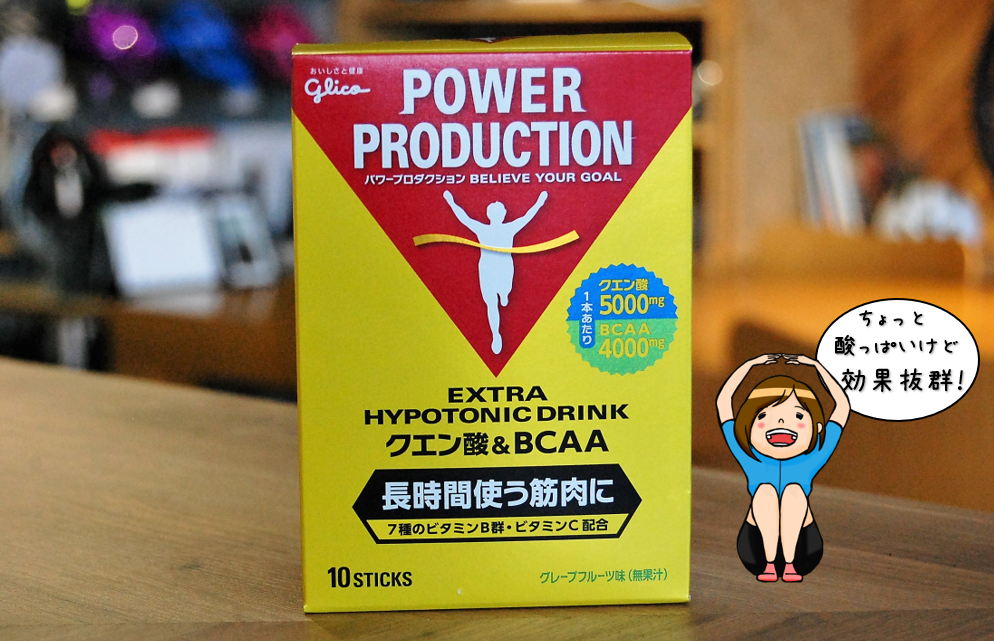 おいしさと健康
Glico
POWER
PRODUCTION
パワープロダクション BELIEVE YOUR GOAL
1本あたり
クエン酸
5000mg
BCAA
4000mg
EXTRA
HYPOTONIC DRINK
クエン酸&BCAA
長時間使う筋肉に
7種のビタミンB群・ビタミンC配合
10 STICKS
グレープフルーツ味(無果汁)
ちょっと
酸っぱいけど
効果抜群!